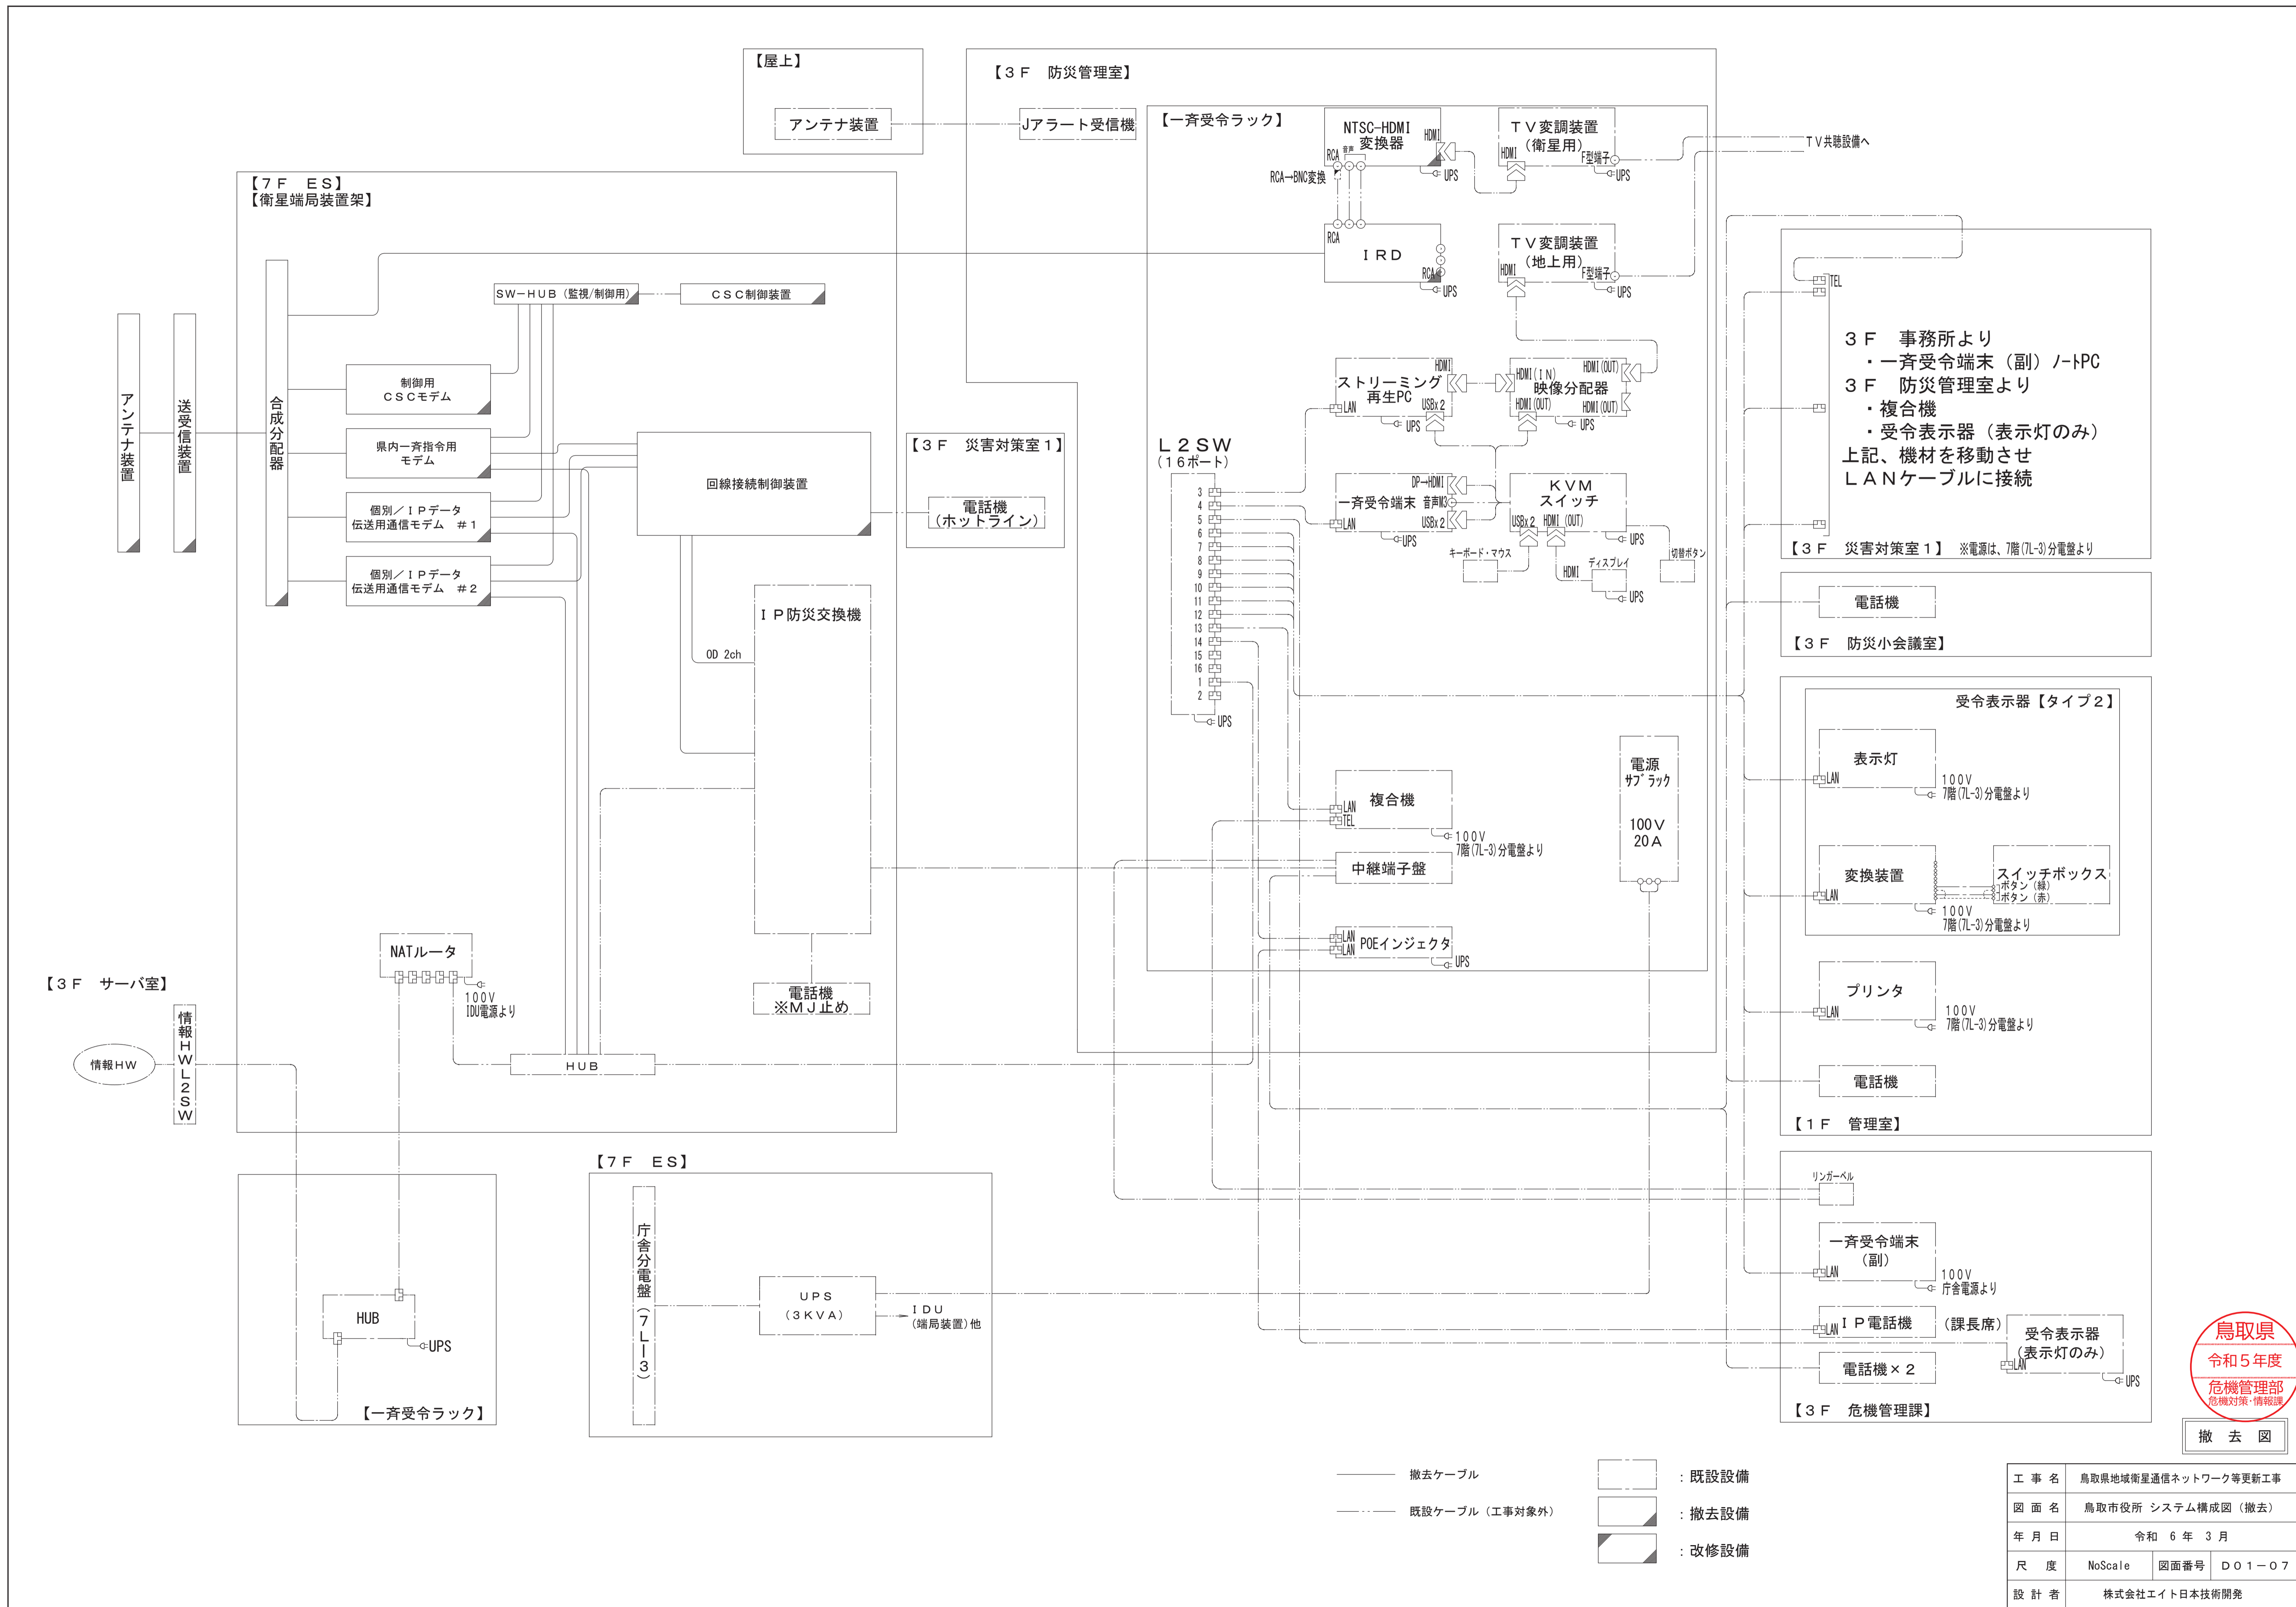 【屋上】
アンテナ装置
【３Ｆ　防災管理室】
Jアラート受信機
【一斉受令ラック】
NTSC-HDMI
変換器
HDMI
RCA
音声
UPS
RCA→BNC変換
ＴＶ変調装置
（衛星用）
HDMI
F型端子
UPS
ＴＶ共聴設備へ
RCA
ＩＲＤ
RCA
UPS
ＴＶ変調装置
（地上用）
HDMI
F型端子
UPS
ストリーミング
再生PC
HDMI
LAN
USBx2
UPS
HDMI(IN)
映像分配器
HDMI(OUT)
HDMI(OUT)
HDMI(OUT)
UPS
Ｌ２ＳＷ
（１６ポート）
3
4
5
6
7
8
9
10
11
12
13
14
15
16
1
2
UPS
DP→HDMI
一斉受令端末
音声M3
LAN
USBx2
UPS
ＫＶＭ
スイッチ
USBx2
HDMI (OUT)
UPS
キーボード・マウス
HDMI
ディスプレイ
UPS
切替ボタン
複合機
LAN
TEL
１００Ｖ
7階(7L-3)分電盤より
中継端子盤
LAN
LAN
POEインジェクタ
UPS
電源
ｻﾌﾞﾗｯｸ
100Ｖ
20Ａ
【７Ｆ　ＥＳ】
【衛星端局装置架】
アンテナ装置
送受信装置
合成分配器
SW－HUB（監視/制御用）
ＣＳＣ制御装置
制御用
ＣＳＣモデム
県内一斉指令用
モデム
個別／ＩＰデータ
伝送用通信モデム　＃１
個別／ＩＰデータ
伝送用通信モデム　＃２
回線接続制御装置
【３Ｆ　災害対策室１】
電話機
（ホットライン）
ＩＰ防災交換機
OD 2ch
電話機
※ＭＪ止め
NATルータ
１００Ｖ
IDU電源より
ＨＵＢ
【３Ｆ　サーバ室】
情報ＨＷ
情報ＨＷＬ２ＳＷ
HUB
UPS
【一斉受令ラック】
【７Ｆ　ＥＳ】
庁舎分電盤（７Ｌ－３）
ＵＰＳ
（３ＫＶＡ）
ＩＤＵ
(端局装置)他
TEL
３Ｆ　事務所より
・一斉受令端末（副）ﾉｰﾄPC
３Ｆ　防災管理室より
・複合機
・受令表示器（表示灯のみ）
上記、機材を移動させ
ＬＡＮケーブルに接続
【３Ｆ　災害対策室１】　※電源は、7階(7L-3)分電盤より
電話機
【３Ｆ　防災小会議室】
受令表示器【タイプ２】
表示灯
LAN
１００Ｖ
7階(7L-3)分電盤より
変換装置
LAN
１００Ｖ
7階(7L-3)分電盤より
スイッチボックス
ボタン（緑）
ボタン（赤）
プリンタ
LAN
１００Ｖ
7階(7L-3)分電盤より
電話機
【１Ｆ　管理室】
リンガーベル
一斉受令端末
（副）
LAN
１００Ｖ
庁舎電源より
LAN
ＩＰ電話機
（課長席）
受令表示器
（表示灯のみ）
LAN
UPS
電話機×２
【３Ｆ　危機管理課】
鳥取県
令和５年度
危機管理部
危機対策・情報課
撤　去　図
撤去ケーブル
既設ケーブル（工事対象外）
：既設設備
：撤去設備
：改修設備
工 事 名　鳥取県地域衛星通信ネットワーク等更新工事
図 面 名　鳥取市役所 システム構成図（撤去）
年 月 日　令和　６ 年　３ 月
尺　度　NoScale　図面番号　Ｄ０１－０７
設 計 者　株式会社エイト日本技術開発